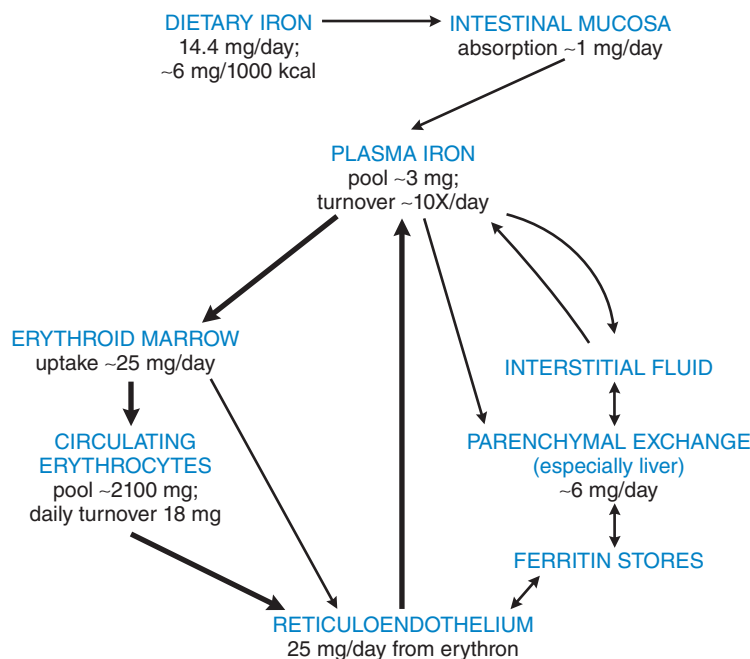 DIETARY IRON
14.4 mg/day;
~6 mg/1000 kcal
INTESTINAL MUCOSA
absorption ~1 mg/day
PLASMA IRON
pool ~3 mg;
turnover ~10X/day
ERYTHROID MARROW
uptake ~25 mg/day
INTERSTITIAL FLUID
CIRCULATING
ERYTHROCYTES
pool ~2100 mg;
daily turnover 18 mg
PARENCHYMAL EXCHANGE
(especially liver)
~6 mg/day
FERRITIN STORES
RETICULOENDOTHELIUM
25 mg/day from erythron